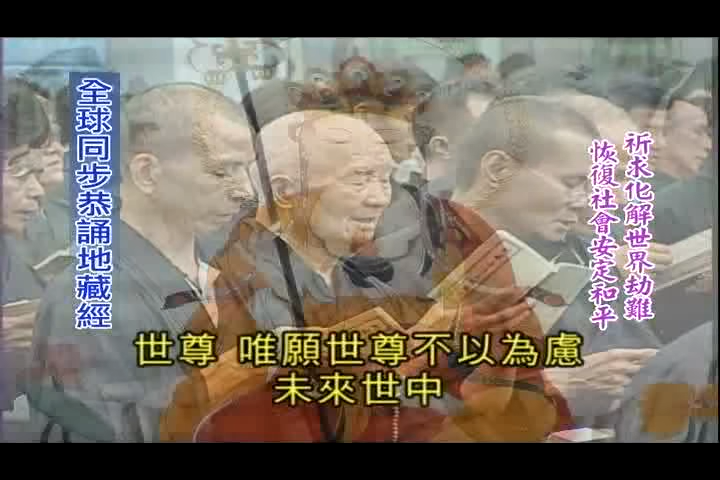 全球同步恭誦地藏經
祈求化解世界劫難
恢復社會安定和平
世尊 唯願世尊不以為慮
未來世中